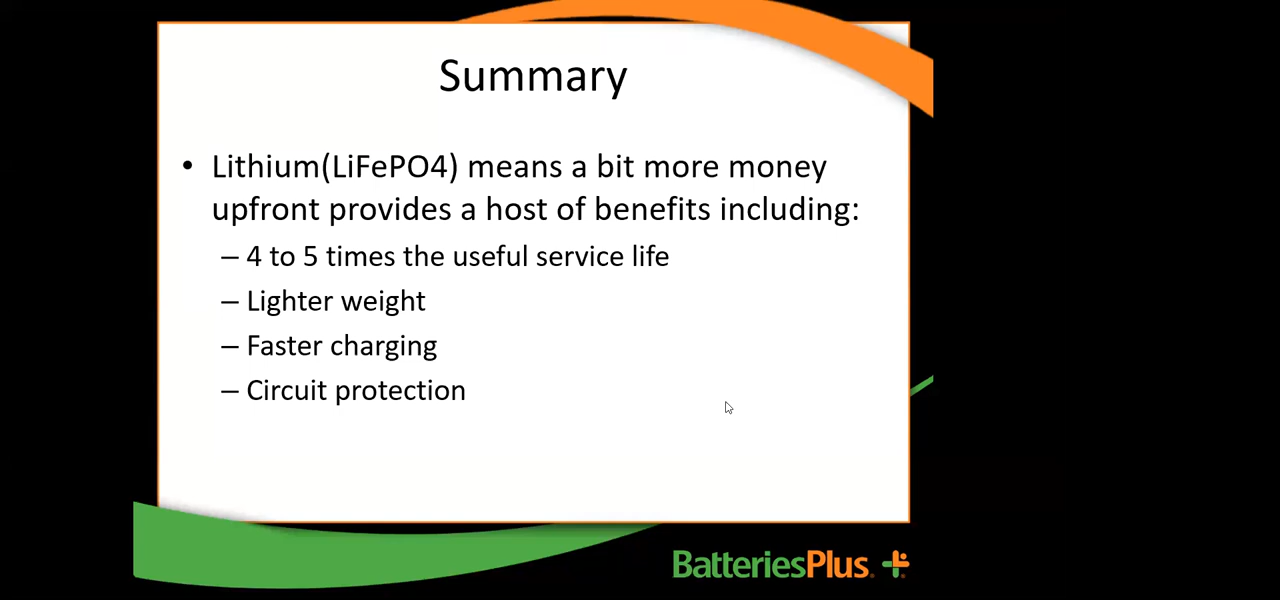 Summary
• Lithium(LiFePO4) means a bit more money
upfront provides a host of benefits including:
– 4 to 5 times the useful service life
– Lighter weight
– Faster charging
– Circuit protection
BatteriesPlus